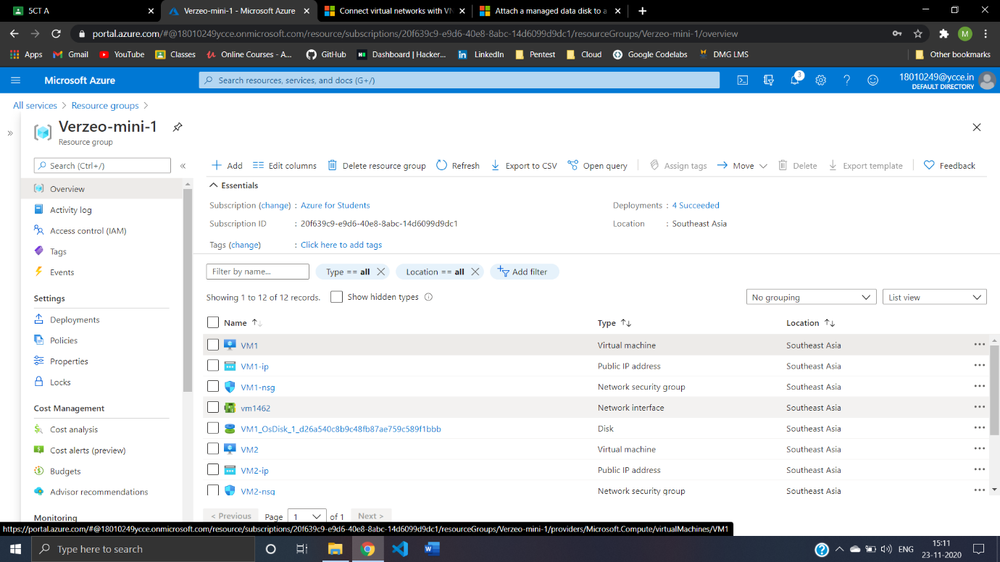 5CT A
Verzeo-mini-1 - Microsoft Azure
Connect virtual networks with VN
Attach a managed data disk to a
portal.azure.com/#@18010249ycce.onmicrosoft.com/resource/subscriptions/20f639c9-e9d6-40e8-8abc-14d6099d9dc1/resourceGroups/Verzeo-mini-1/overview
M
Apps Gmail YouTube Classes Online Courses - A... GitHub Dashboard | Hacker... LinkedIn Pentest Cloud Google Codelabs DMG LMS Other bookmarks
Microsoft Azure
Search resources, services, and docs (G+/)
3
18010249@ycce.in
DEFAULT DIRECTORY
All services > Resource groups >
Verzeo-mini-1
Resource group
Search (Ctrl+/)
Overview
Activity log
Access control (IAM)
Tags
Events
Settings
Deployments
Policies
Properties
Locks
Cost Management
Cost analysis
Cost alerts (preview)
Budgets
Advisor recommendations
Monitoring
Add Edit columns Delete resource group Refresh Export to CSV Open query Assign tags Move Delete Export template Feedback
Essentials
Subscription (change) : Azure for Students
Deployments : 4 Succeeded
Subscription ID : 20f639c9-e9d6-40e8-8abc-14d6099d9dc1
Location : Southeast Asia
Tags (change) : Click here to add tags
Filter by name... Type == all Location == all Add filter
Showing 1 to 12 of 12 records. Show hidden types No grouping List view
Name Type Location
VM1 Virtual machine Southeast Asia
VM1-ip Public IP address Southeast Asia
VM1-nsg Network security group Southeast Asia
vm1462 Network interface Southeast Asia
VM1_OsDisk_1_d26a540c8b9c48fb87ae759c589f1bbb Disk Southeast Asia
VM2 Virtual machine Southeast Asia
VM2-ip Public IP address Southeast Asia
VM2-nsg Network security group Southeast Asia
< Previous Page 1 of 1 Next >
https://portal.azure.com/#@18010249ycce.onmicrosoft.com/resource/subscriptions/20f639c9-e9d6-40e8-8abc-14d6099d9dc1/resourceGroups/Verzeo-mini-1/providers/Microsoft.Compute/virtualMachines/VM1
Type here to search
ENG
15:11
23-11-2020